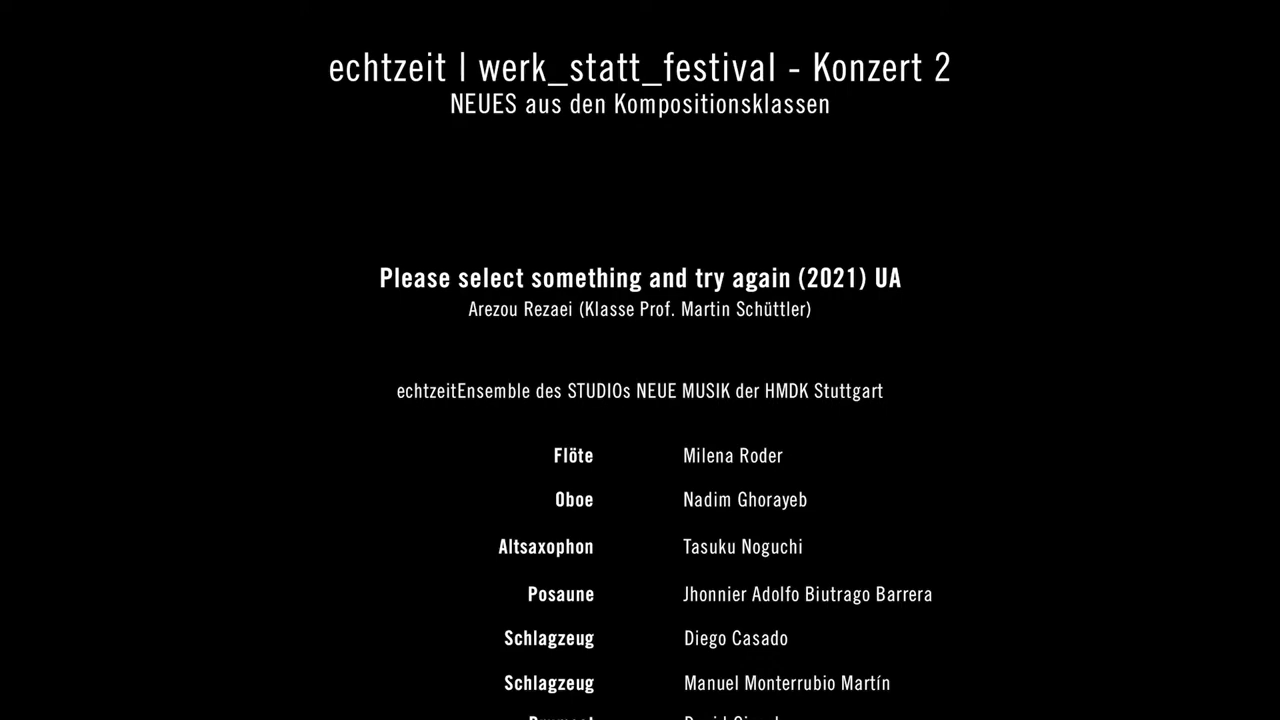 echtzeit | werk_statt_festival - Konzert 2
NEUES aus den Kompositionsklassen
Please select something and try again (2021) UA
Arezou Rezaei (Klasse Prof. Martin Schüttler)
echtzeitEnsemble des STUDIOs NEUE MUSIK der HMDK Stuttgart
Flöte Milena Roder
Oboe Nadim Ghorayeb
Altsaxophon Tasuku Noguchi
Posaune Jhonnier Adolfo Biutrago Barrera
Schlagzeug Diego Casado
Schlagzeug Manuel Monterrubio Martín